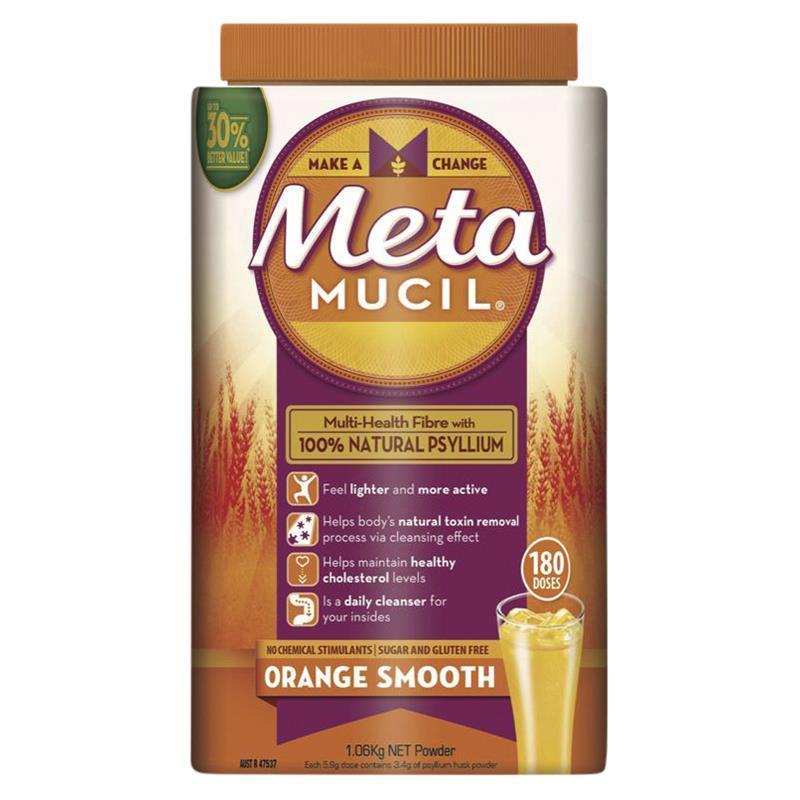 UP TO
30%
BETTER VALUE!
MAKE A CHANGE
Meta
MUCIL®
Multi-Health Fibre with
100% NATURAL PSYLLIUM
Feel lighter and more active
Helps body's natural toxin removal
process via cleansing effect
Helps maintain healthy
cholesterol levels
Is a daily cleanser for
your insides
180
DOSES
NO CHEMICAL STIMULANTS | SUGAR AND GLUTEN FREE
ORANGE SMOOTH
1.06Kg NET Powder
AUST R 47537
Each 5.9g dose contains 3.4g of psyllium husk powder